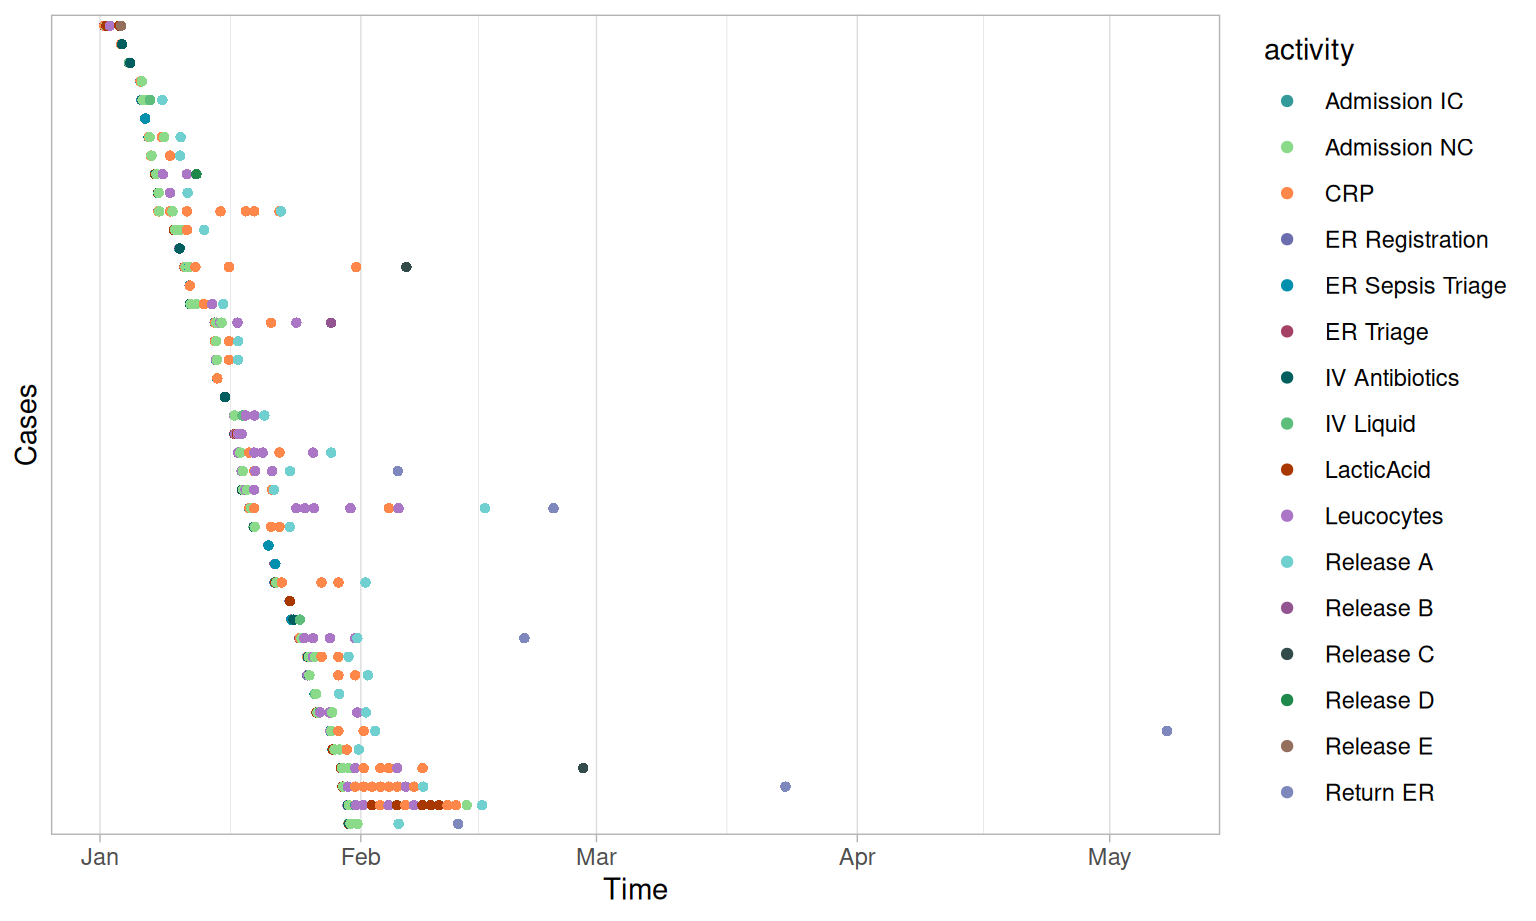 activity
Admission IC
Admission NC
CRP
ER Registration
ER Sepsis Triage
ER Triage
IV Antibiotics
IV Liquid
LacticAcid
Leucocytes
Release A
Release B
Release C
Release D
Release E
Return ER
Cases
Jan Feb Mar Apr May
Time